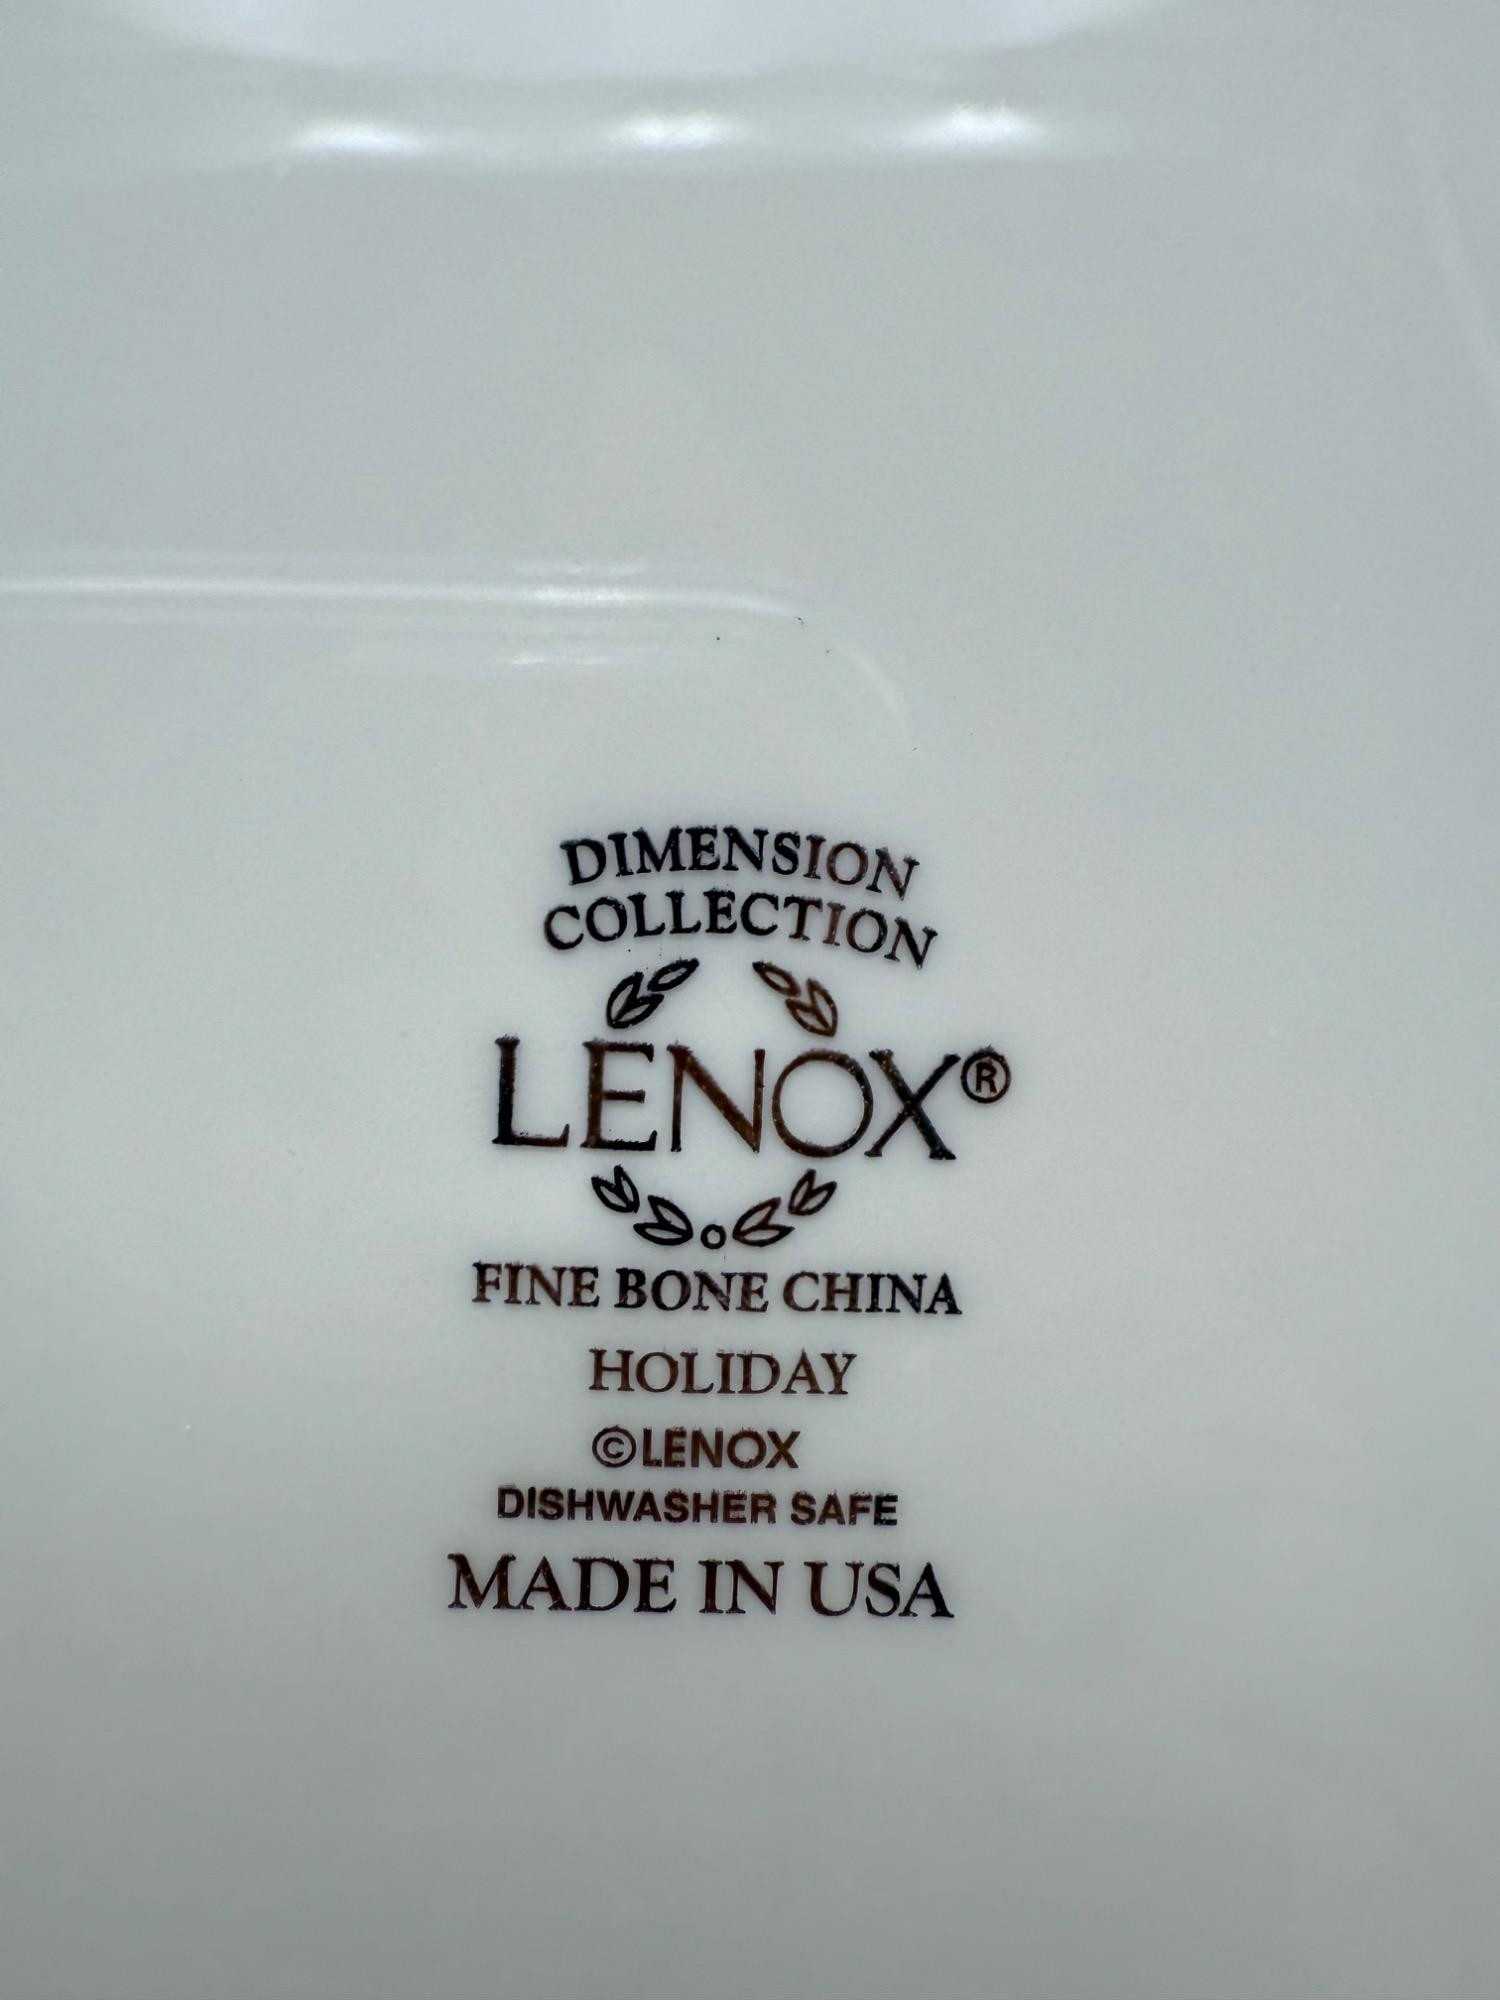 DIMENSION
COLLECTION
LENOX®
FINE BONE CHINA
HOLIDAY
©LENOX
DISHWASHER SAFE
MADE IN USA